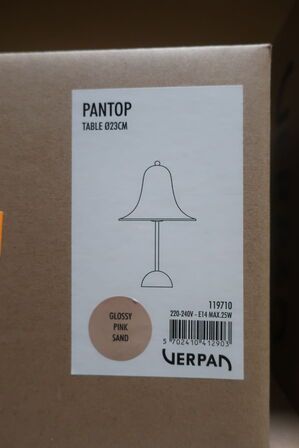 PANTOP
TABLE Ø23CM
GLOSSY
PINK
SAND
119710
220-240V - E14 MAX.25W
5 702410 412903
VERPAN